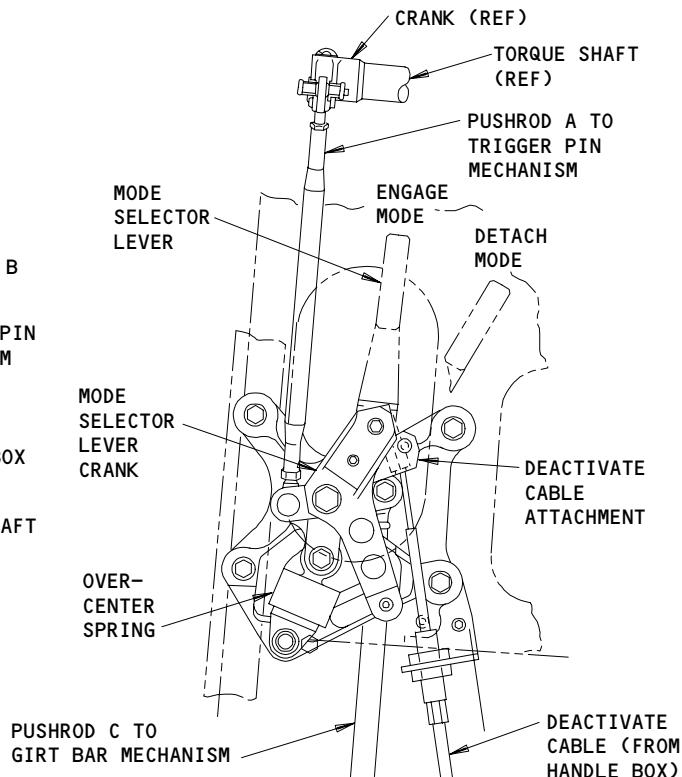 CRANK (REF)
TORQUE SHAFT
(REF)
PUSHROD A TO
TRIGGER PIN
MECHANISM
MODE
SELECTOR
LEVER
ENGAGE
MODE
DETACH
MODE
B
PIN
M
MODE
SELECTOR
LEVER
CRANK
OX
DEACTIVATE
CABLE
ATTACHMENT
AFT
OVER-
CENTER
SPRING
PUSHROD C TO
GIRT BAR MECHANISM
DEACTIVATE
CABLE (FROM
HANDLE BOX)